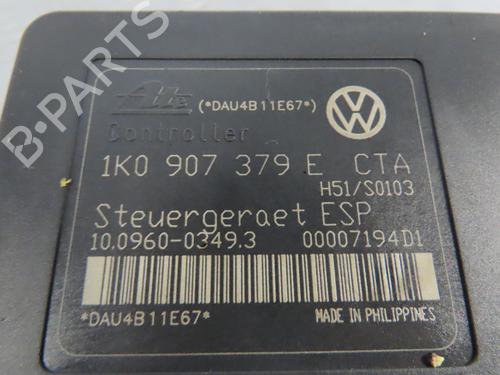 B-PARTS
Ate (*DAU4B11E67*)
VW
Controller
1K0 907 379 E CTA
H51/S0103
Steuergeraet ESP
10.0960-0349.3 00007194D1
*DAU4B11E67* MADE IN PHILIPPINES